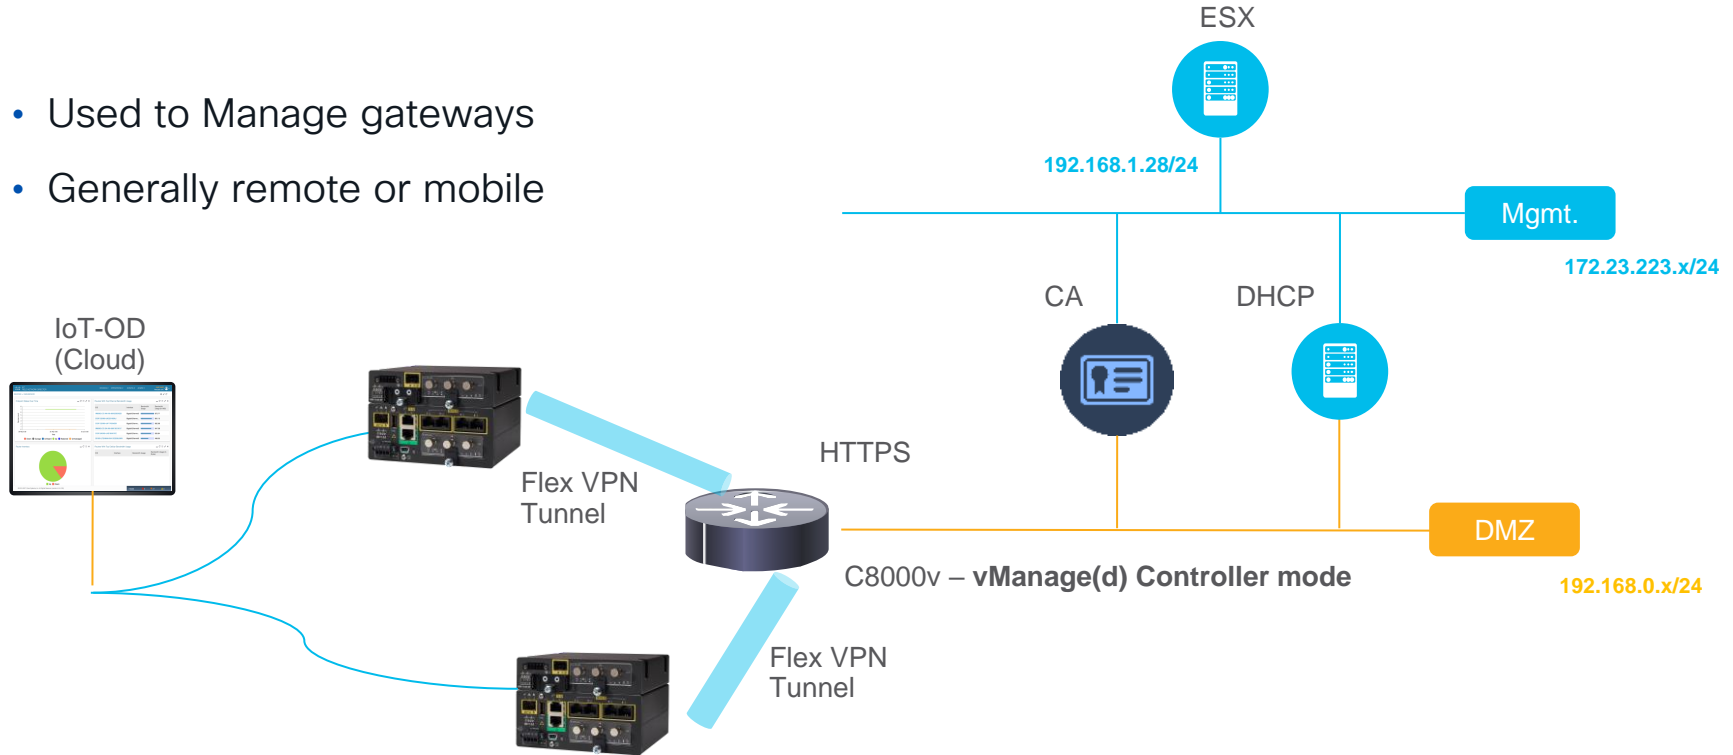 ESX
• Used to Manage gateways
• Generally remote or mobile
192.168.1.28/24
Mgmt.
172.23.223.x/24
CA
DHCP
IoT-OD
(Cloud)
HTTPS
Flex VPN
Tunnel
DMZ
C8000v – vManage(d) Controller mode
192.168.0.x/24
Flex VPN
Tunnel